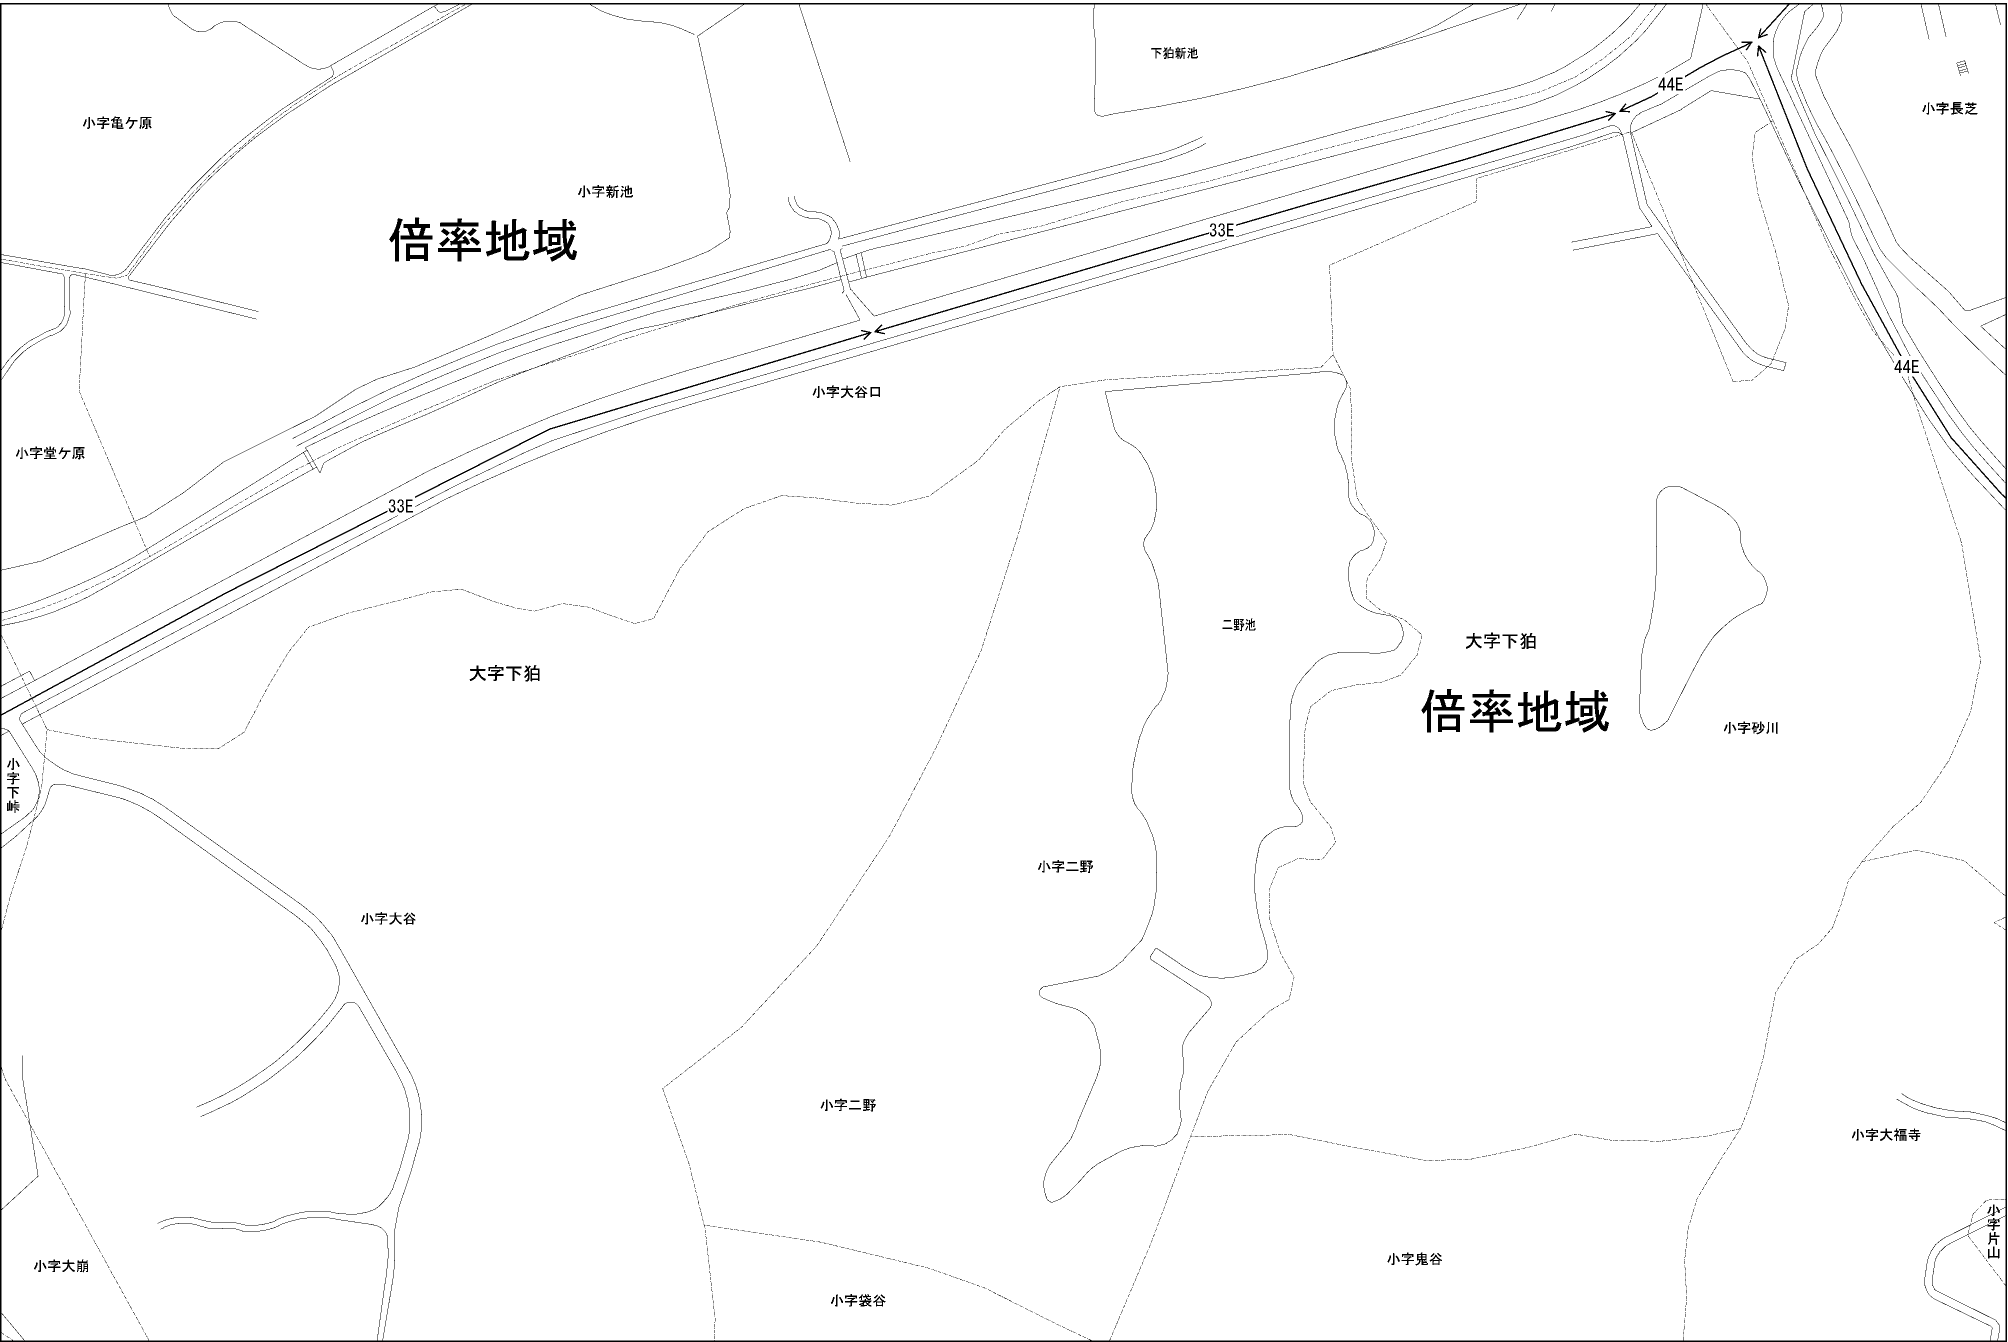 下狛新池
44E
小字長芝
小字亀ケ原
小字新池
倍率地域
33E
44E
小字大谷口
小字堂ケ原
33E
二野池
大字下狛
大字下狛
倍率地域
小字砂川
小字下峠
小字二野
小字大谷
小字二野
小字大福寺
小字片山
小字大崩
小字鬼谷
小字袋谷